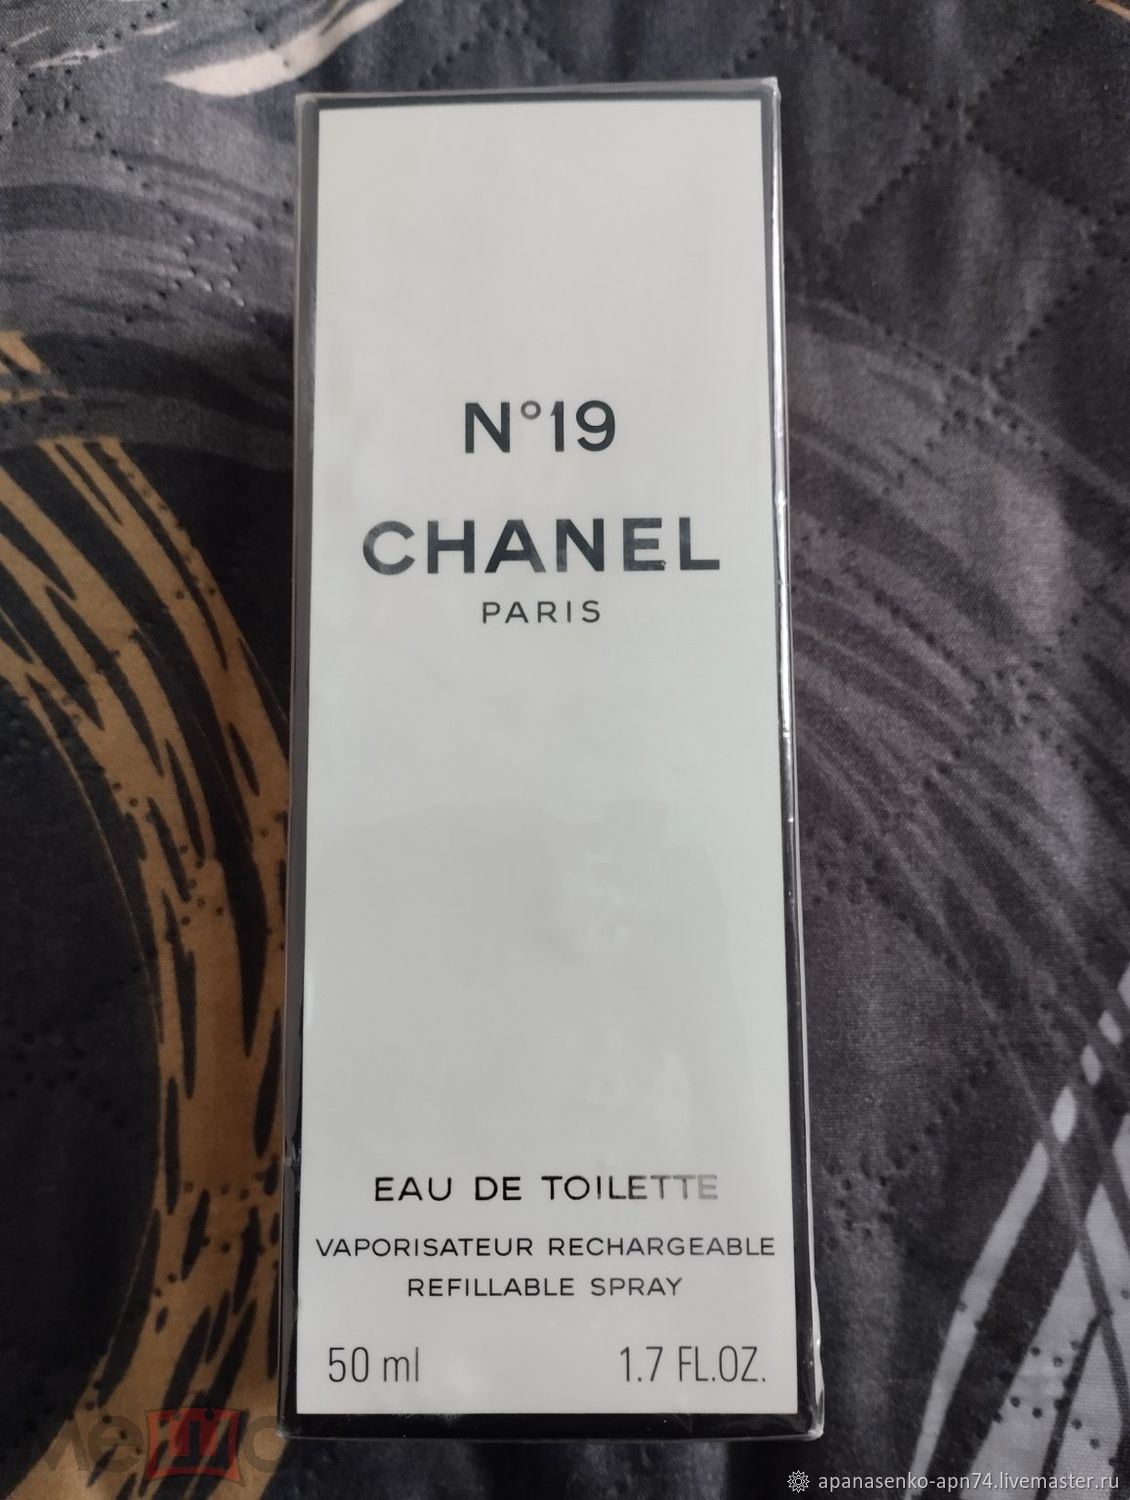 N°19
CHANEL
PARIS
EAU DE TOILETTE
VAPORISATEUR RECHARGEABLE
REFILLABLE SPRAY
50 ml 1.7 FL.OZ.
apanasenko-apn74.livemaster.ru